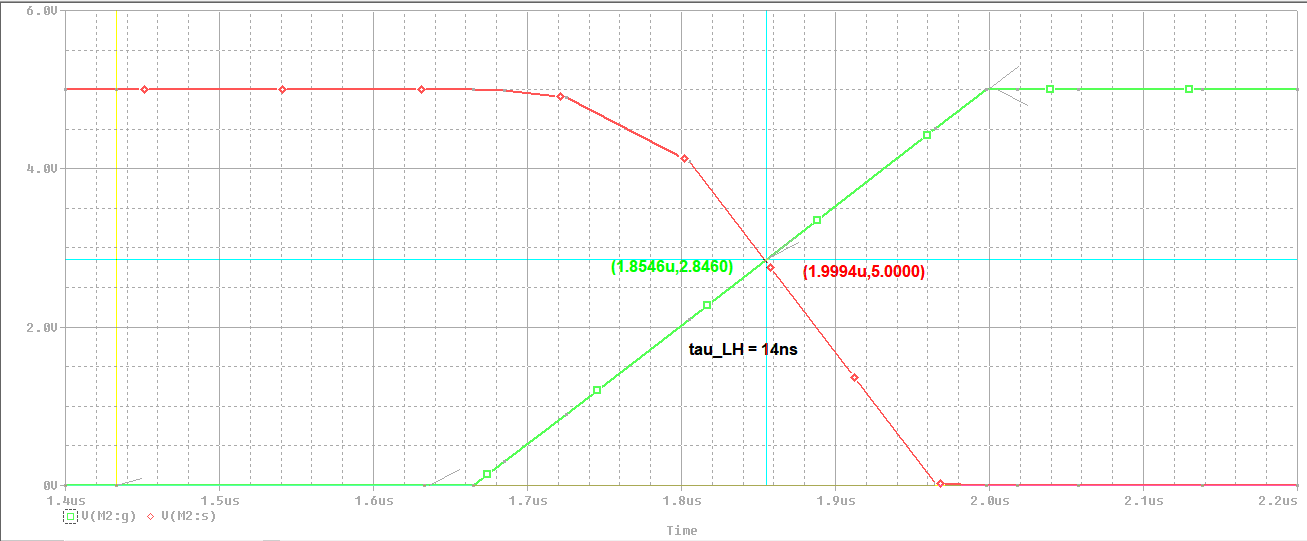 6.0V
4.0V
(1.8546u,2.8460)
(1.9994u,5.0000)
2.0V
tau_LH = 14ns
0V
1.4us 1.5us 1.6us 1.7us 1.8us 1.9us 2.0us 2.1us 2.2us
V(M2:g) V(M2:s)
Time